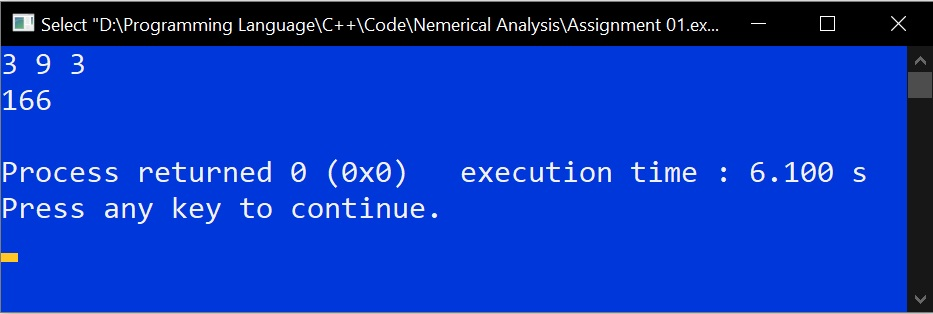 Select "D:\Programming Language\C++\Code\Nemerical Analysis\Assignment 01.ex...
3 9 3
166
Process returned 0 (0x0)   execution time : 6.100 s
Press any key to continue.